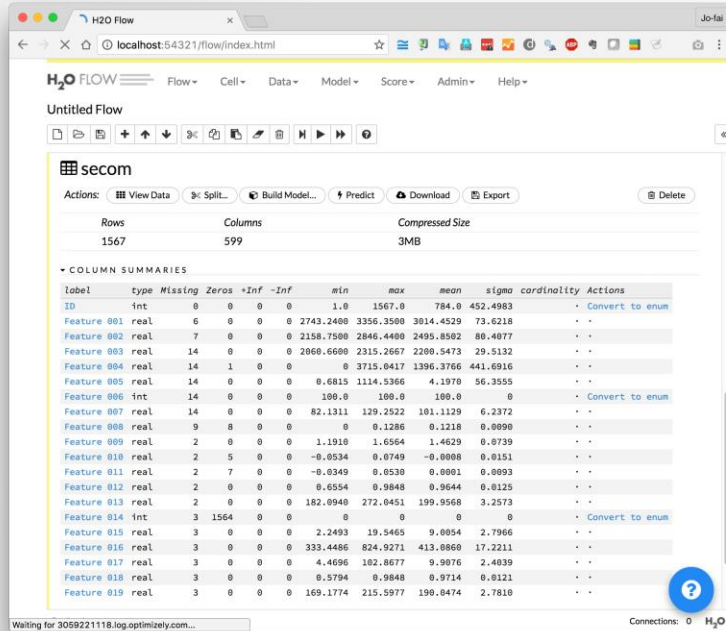 H2O Flow ×
Jo-fai
localhost:54321/flow/index.html
H2O FLOW Flow Cell Data Model Score Admin Help
Untitled Flow
secom
Actions: View Data Split... Build Model... Predict Download Export Delete
Rows Columns Compressed Size
1567 599 3MB
COLUMN SUMMARIES
label type Missing Zeros +Inf -Inf min max mean sigma cardinality Actions
ID int 0 0 0 0 1.0 1567.0 784.0 452.4983 · Convert to enum
Feature 001 real 6 0 0 0 2743.2400 3356.3500 3014.4529 73.6218 · ·
Feature 002 real 7 0 0 0 2158.7500 2846.4400 2495.8502 80.4077 · ·
Feature 003 real 14 0 0 0 2060.6600 2315.2667 2200.5473 29.5132 · ·
Feature 004 real 14 1 0 0 0 3715.0417 1396.3766 441.6916 · ·
Feature 005 real 14 0 0 0 0.6815 1114.5366 4.1970 56.3555 · ·
Feature 006 int 14 0 0 0 100.0 100.0 100.0 0 · Convert to enum
Feature 007 real 14 0 0 0 82.1311 129.2522 101.1129 6.2372 · ·
Feature 008 real 9 8 0 0 0 0.1286 0.1218 0.0090 · ·
Feature 009 real 2 0 0 0 1.1910 1.6564 1.4629 0.0739 · ·
Feature 010 real 2 5 0 0 -0.0534 0.0749 -0.0008 0.0151 · ·
Feature 011 real 2 7 0 0 -0.0349 0.0530 0.0001 0.0093 · ·
Feature 012 real 2 0 0 0 0.6554 0.9848 0.9644 0.0125 · ·
Feature 013 real 2 0 0 0 182.0940 272.0451 199.9568 3.2573 · ·
Feature 014 int 3 1564 0 0 0 0 0 0 · Convert to enum
Feature 015 real 3 0 0 0 2.2493 19.5465 9.0054 2.7966 · ·
Feature 016 real 3 0 0 0 333.4486 824.9271 413.0860 17.2211 · ·
Feature 017 real 3 0 0 0 4.4696 102.8677 9.9076 2.4039 · ·
Feature 018 real 3 0 0 0 0.5794 0.9848 0.9714 0.0121 · ·
Feature 019 real 3 0 0 0 169.1774 215.5977 190.0474 2.7810 · ·
Waiting for 3059221118.log.optimizely.com...
Connections: 0 H2O